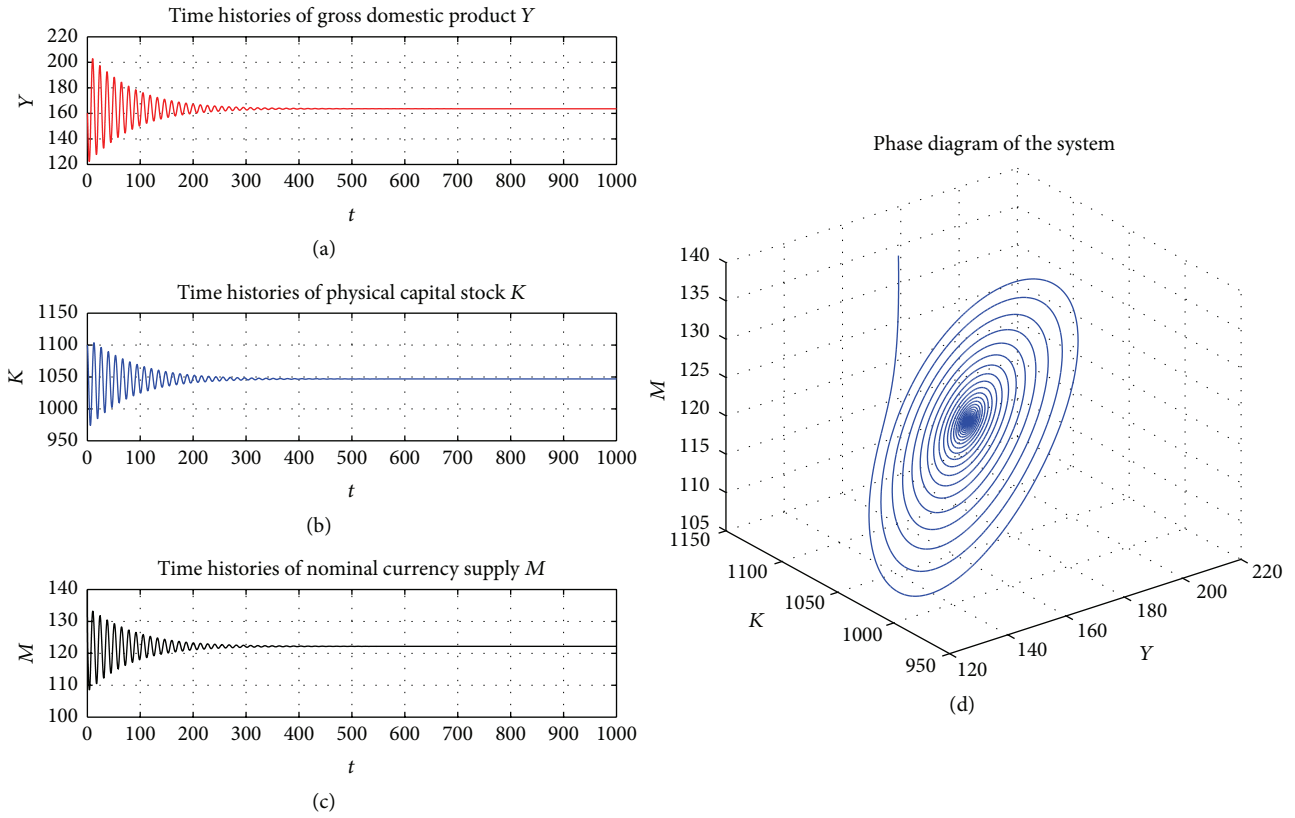 Time histories of gross domestic product Y
220
200
180
160
140
120
Y
0 100 200 300 400 500 600 700 800 900 1000
t
(a)
Time histories of physical capital stock K
1150
1100
1050
1000
950
K
0 100 200 300 400 500 600 700 800 900 1000
t
(b)
Time histories of nominal currency supply M
140
130
120
110
100
M
0 100 200 300 400 500 600 700 800 900 1000
t
(c)
Phase diagram of the system
140
135
130
125
120
115
110
105
M
1150
1100
1050
1000
950
K
120
140
160
180
200
220
Y
(d)